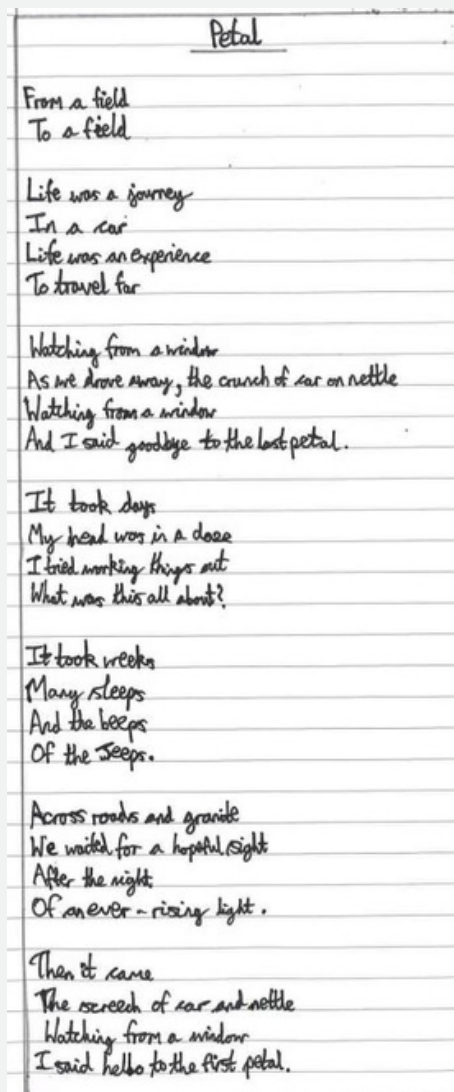 Petal
From a field
To a field
Life was a journey
In a car
Life was an experience
To travel far
Watching from a window
As we drove away, the crunch of car on nettle
Watching from a window
And I said goodbye to the last petal.
It took days
My head was in a doze
I tried working things out
What was this all about?
It took weeks
Many sleeps
And the beeps
Of the Jeeps.
Across roads and granite
We waited for a hopeful sight
After the night
Of an ever-rising light.
Then it came
The screech of car and nettle
Watching from a window
I said hello to the first petal.